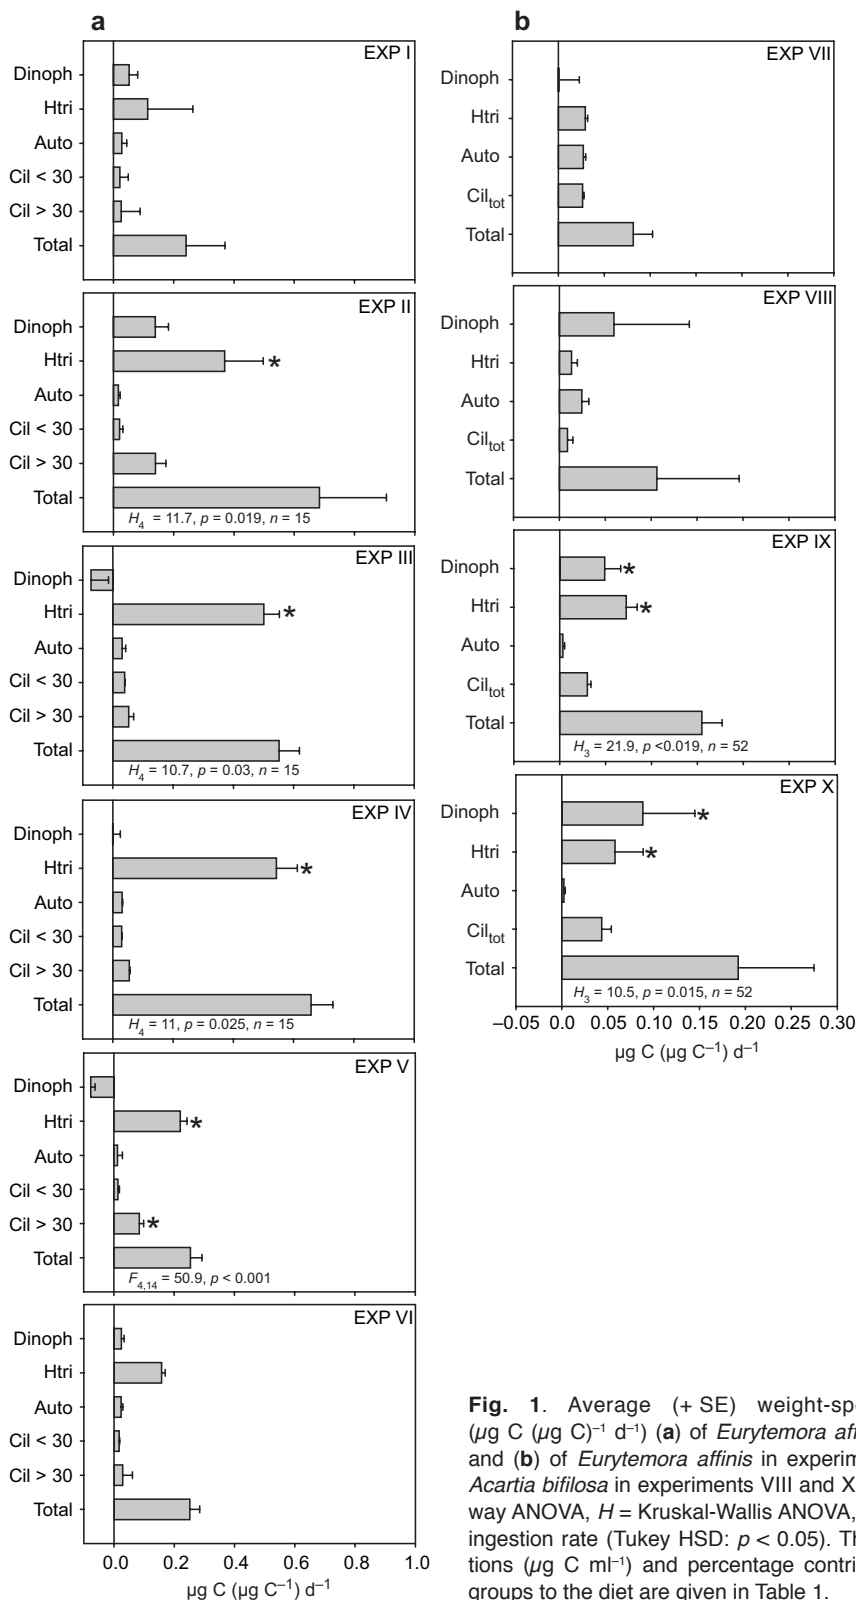 a
EXP I
Dinoph
Htri
Auto
Cil < 30
Cil > 30
Total
EXP II
Dinoph
Htri
*
Auto
Cil < 30
Cil > 30
Total
H4 = 11.7, p = 0.019, n = 15
EXP III
Dinoph
Htri
*
Auto
Cil < 30
Cil > 30
Total
H4 = 10.7, p = 0.03, n = 15
EXP IV
Dinoph
Htri
*
Auto
Cil < 30
Cil > 30
Total
H4 = 11, p = 0.025, n = 15
EXP V
Dinoph
Htri
*
Auto
Cil < 30
Cil > 30
*
Total
F4,14 = 50.9, p < 0.001
EXP VI
Dinoph
Htri
Auto
Cil < 30
Cil > 30
Total
0.0 0.2 0.4 0.6 0.8 1.0
µg C (µg C–1) d–1
b
EXP VII
Dinoph
Htri
Auto
Ciltot
Total
EXP VIII
Dinoph
Htri
Auto
Ciltot
Total
EXP IX
Dinoph
*
Htri
*
Auto
Ciltot
Total
H3 = 21.9, p <0.019, n = 52
EXP X
Dinoph
*
Htri
*
Auto
Ciltot
Total
H3 = 10.5, p = 0.015, n = 52
–0.05 0.0 0.05 0.10 0.15 0.20 0.25 0.30
µg C (µg C–1) d–1
Fig. 1. Average (+ SE) weight-spe
(µg C (µg C)–1 d–1) (a) of Eurytemora affi
and (b) of Eurytemora affinis in experim
Acartia bifilosa in experiments VIII and X
way ANOVA, H = Kruskal-Wallis ANOVA,
ingestion rate (Tukey HSD: p < 0.05). Th
tions (µg C ml–1) and percentage contri
groups to the diet are given in Table 1.